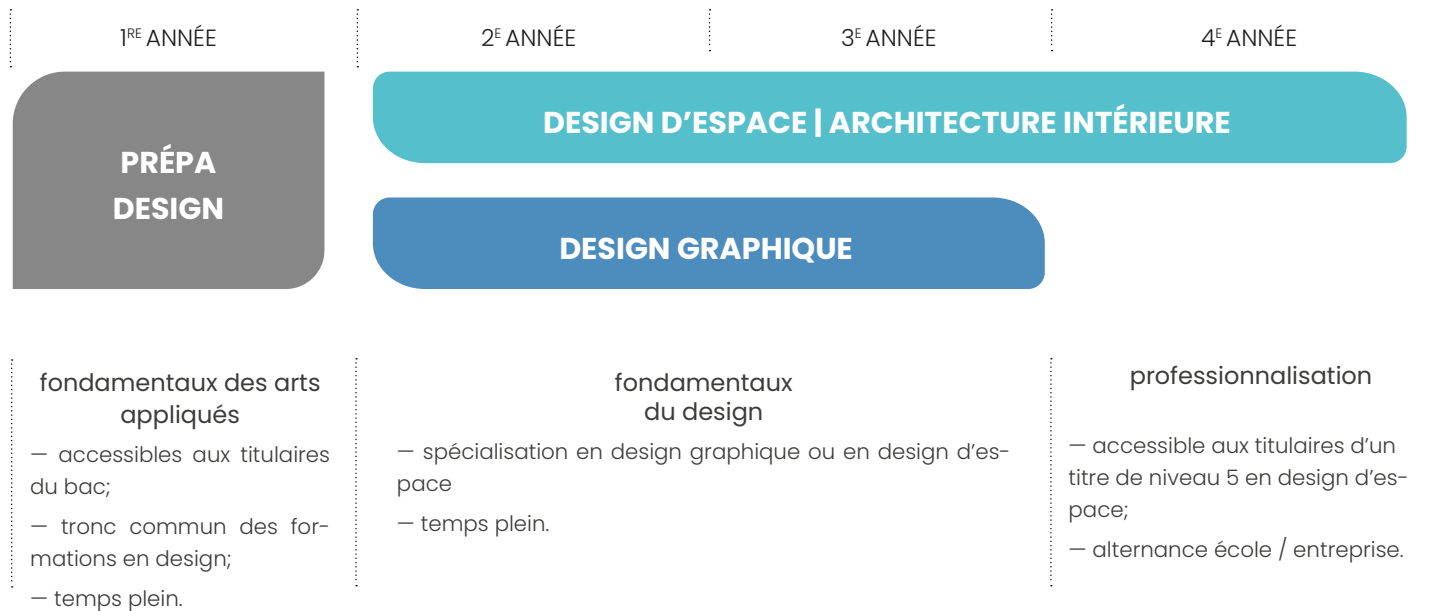 1RE ANNÉE
2E ANNÉE
3E ANNÉE
4E ANNÉE
PRÉPA
DESIGN
DESIGN D’ESPACE | ARCHITECTURE INTÉRIEURE
DESIGN GRAPHIQUE
fondamentaux des arts
appliqués
— accessibles aux titulaires
du bac;
— tronc commun des for-
mations en design;
— temps plein.
fondamentaux
du design
— spécialisation en design graphique ou en design d’es-
pace
— temps plein.
professionnalisation
— accessible aux titulaires d’un
titre de niveau 5 en design d’es-
pace;
— alternance école / entreprise.